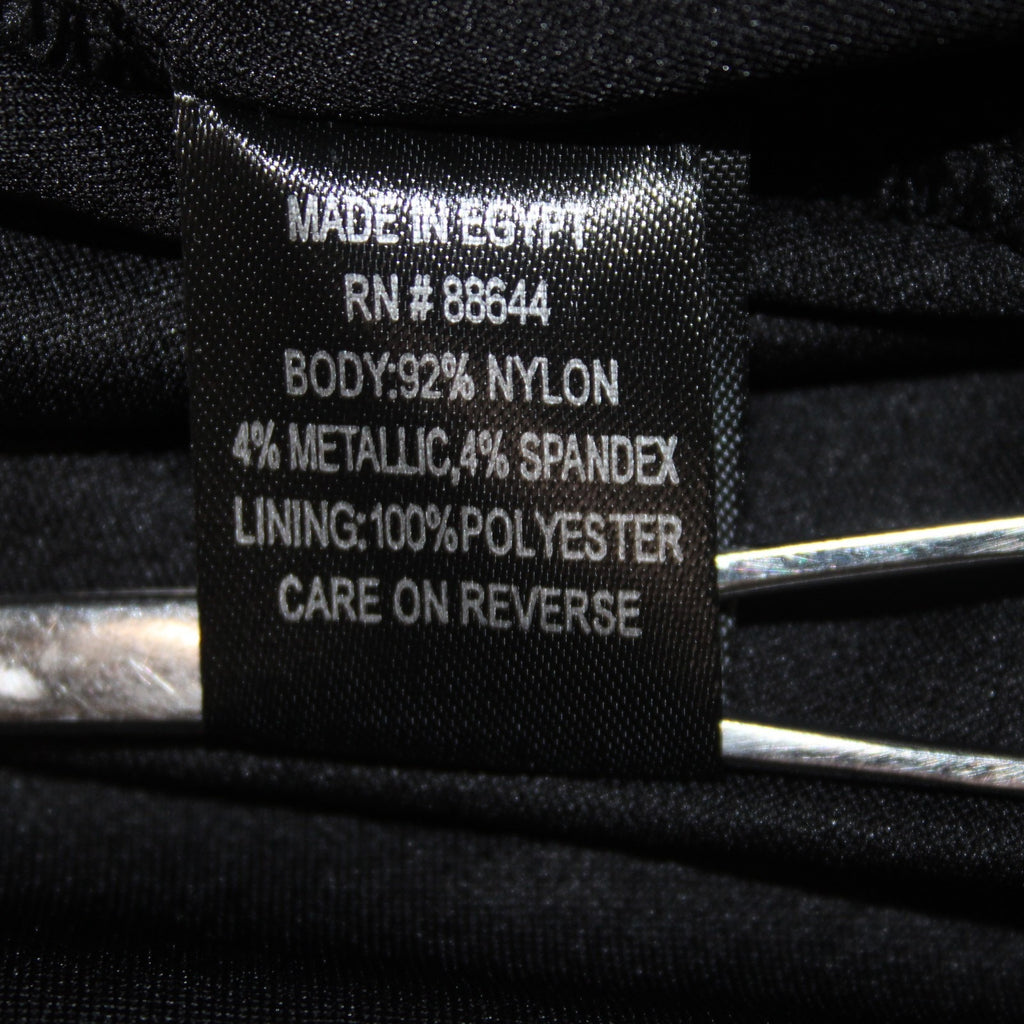 MADE IN EGYPT
RN # 88644
BODY:92% NYLON
4% METALLIC,4% SPANDEX
LINING:100%POLYESTER
CARE ON REVERSE